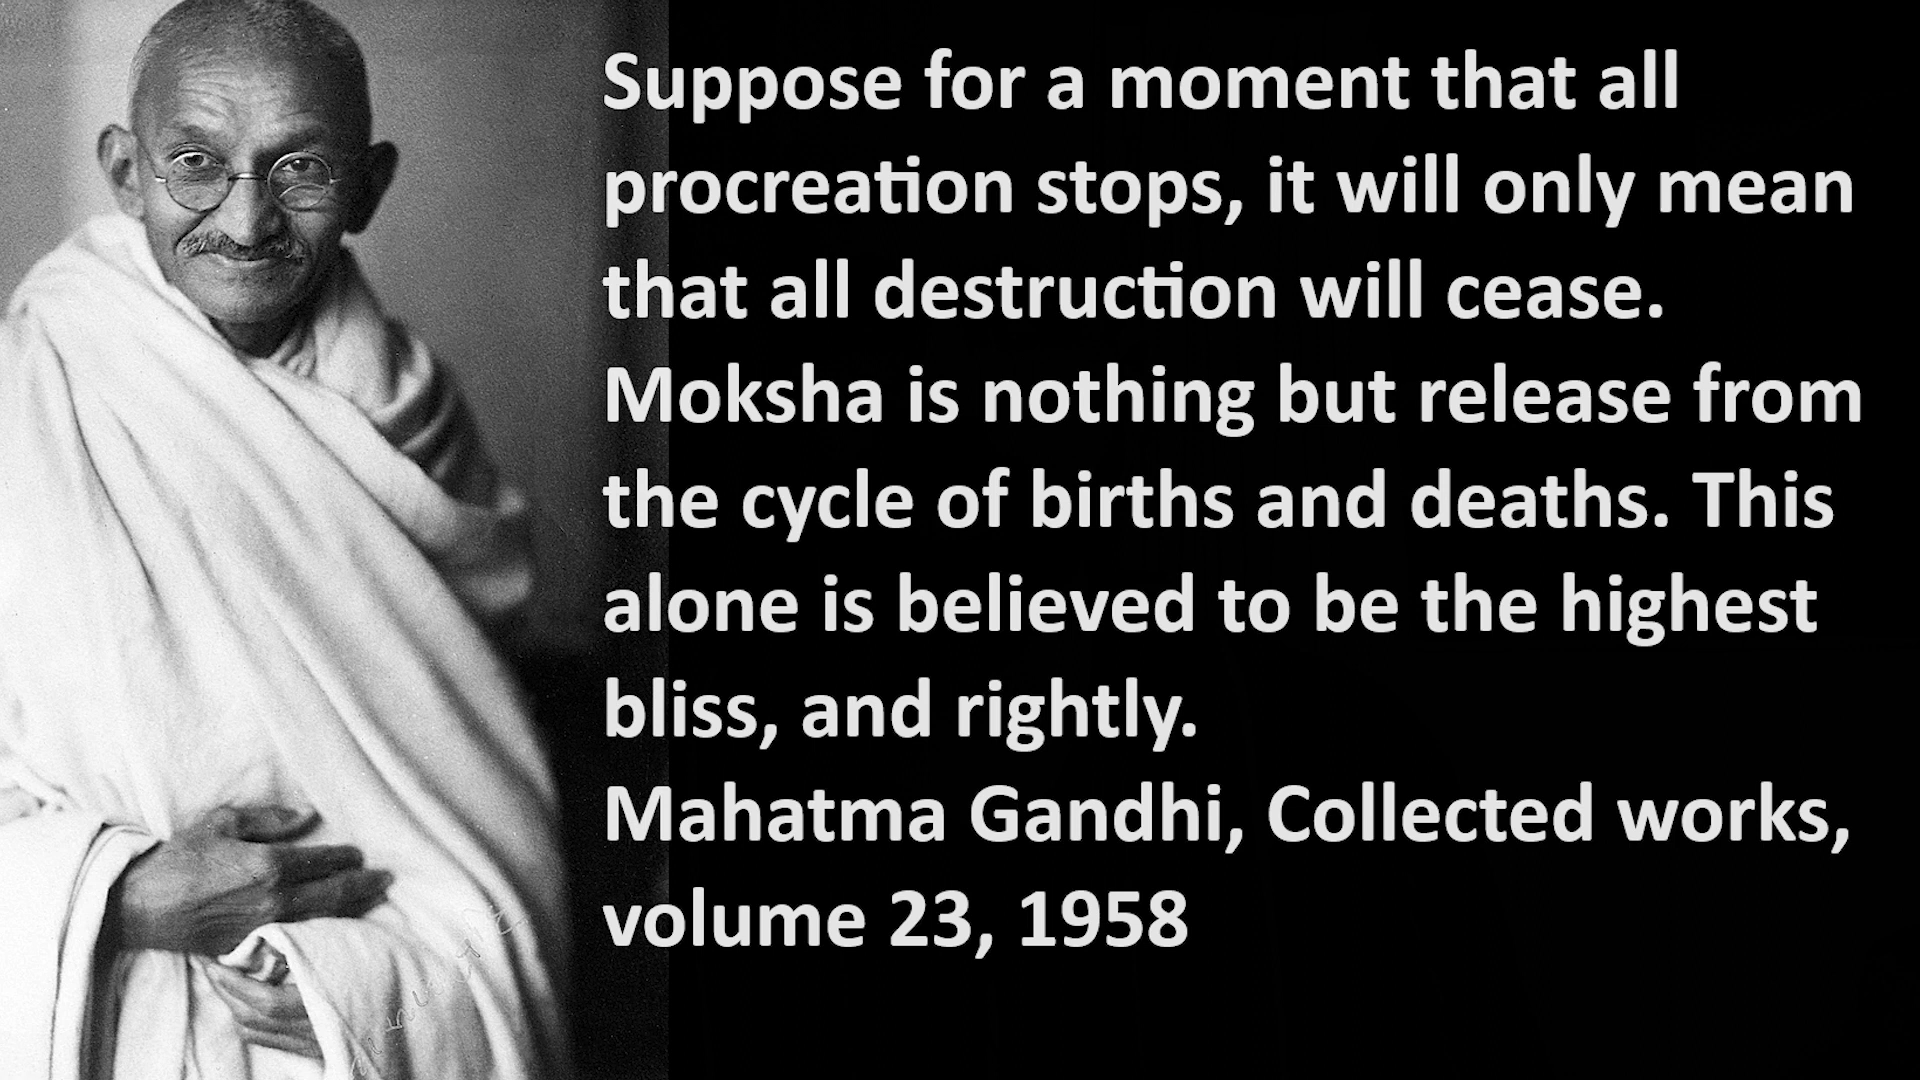 Suppose for a moment that all
procreation stops, it will only mean
that all destruction will cease.
Moksha is nothing but release from
the cycle of births and deaths. This
alone is believed to be the highest
bliss, and rightly.
Mahatma Gandhi, Collected works,
volume 23, 1958